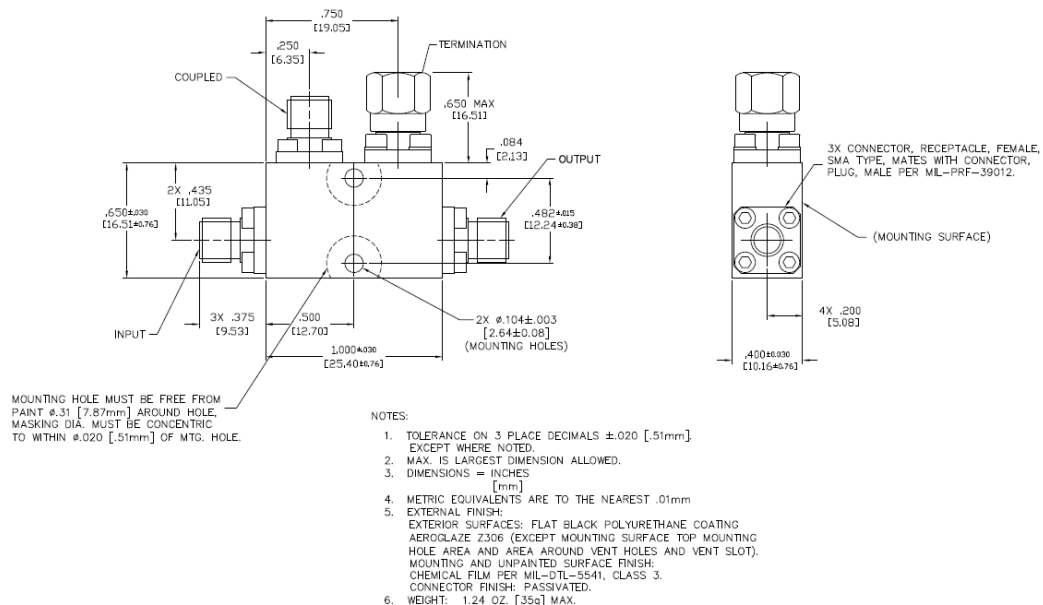 .750
[19.05]
.250
[6.35]
TERMINATION
COUPLED
.650 MAX
[16.51]
.084
[2.13]
OUTPUT
2X .435
[11.05]
.650±.030
[16.51±0.76]
.482±.015
[12.24±0.38]
3X .375
[9.53]
.500
[12.70]
INPUT
2X ø.104±.003
[2.64±0.08]
(MOUNTING HOLES)
1.000±.030
[25.40±0.76]
MOUNTING HOLE MUST BE FREE FROM
PAINT ø.31 [7.87mm] AROUND HOLE,
MASKING DIA. MUST BE CONCENTRIC
TO WITHIN ø.020 [.51mm] OF MTG. HOLE.
3X CONNECTOR, RECEPTACLE, FEMALE,
SMA TYPE, MATES WITH CONNECTOR,
PLUG, MALE PER MIL-PRF-39012.
(MOUNTING SURFACE)
4X .200
[5.08]
.400±0.030
[10.16±0.76]
NOTES:
1. TOLERANCE ON 3 PLACE DECIMALS ±.020 [.51mm]
EXCEPT WHERE NOTED.
2. MAX. IS LARGEST DIMENSION ALLOWED.
3. DIMENSIONS = INCHES
[mm]
4. METRIC EQUIVALENTS ARE TO THE NEAREST .01mm
5. EXTERNAL FINISH:
EXTERIOR SURFACES: FLAT BLACK POLYURETHANE COATING
AEROGLAZE Z306 (EXCEPT MOUNTING SURFACE TOP MOUNTING
HOLE AREA AND AREA AROUND VENT HOLES AND VENT SLOT).
MOUNTING AND UNPAINTED SURFACE FINISH:
CHEMICAL FILM PER MIL-DTL-5541, CLASS 3.
CONNECTOR FINISH: PASSIVATED.
6. WEIGHT: 1.24 OZ. [35g] MAX.